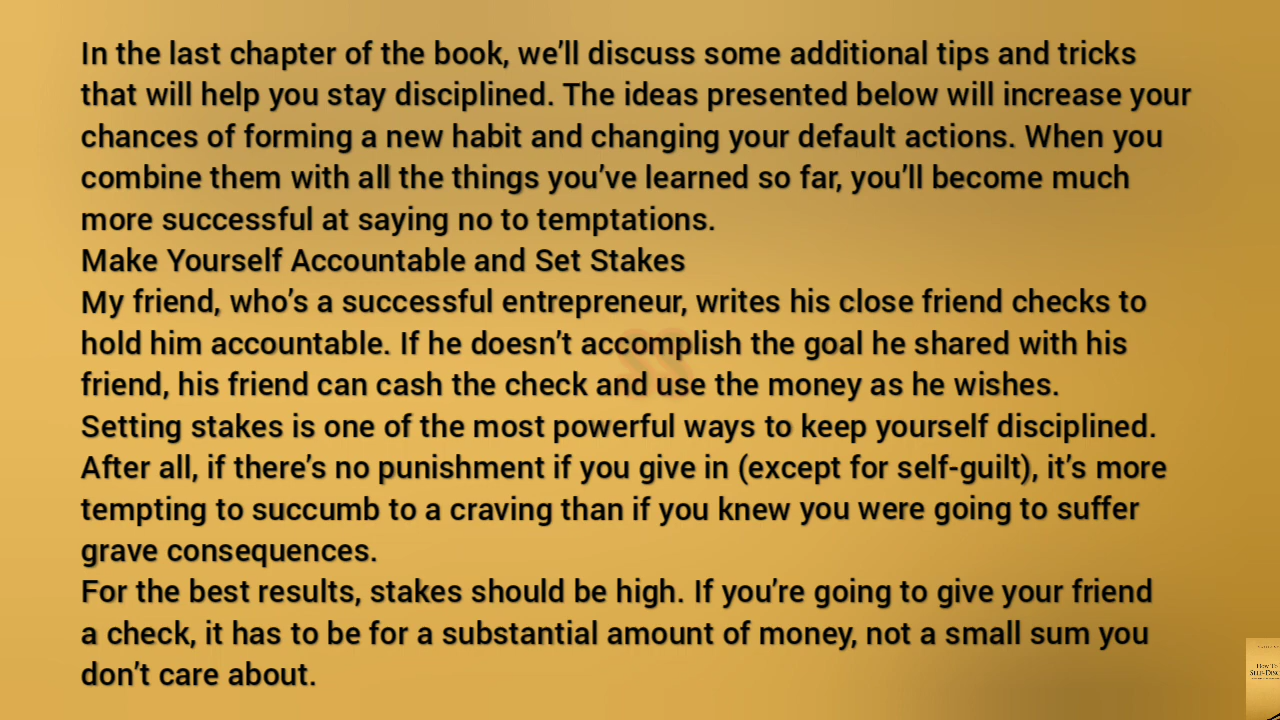 In the last chapter of the book, we’ll discuss some additional tips and tricks
that will help you stay disciplined. The ideas presented below will increase your
chances of forming a new habit and changing your default actions. When you
combine them with all the things you’ve learned so far, you’ll become much
more successful at saying no to temptations.
Make Yourself Accountable and Set Stakes
My friend, who’s a successful entrepreneur, writes his close friend checks to
hold him accountable. If he doesn’t accomplish the goal he shared with his
friend, his friend can cash the check and use the money as he wishes.
Setting stakes is one of the most powerful ways to keep yourself disciplined.
After all, if there’s no punishment if you give in (except for self-guilt), it’s more
tempting to succumb to a craving than if you knew you were going to suffer
grave consequences.
For the best results, stakes should be high. If you’re going to give your friend
a check, it has to be for a substantial amount of money, not a small sum you
don’t care about.
How To